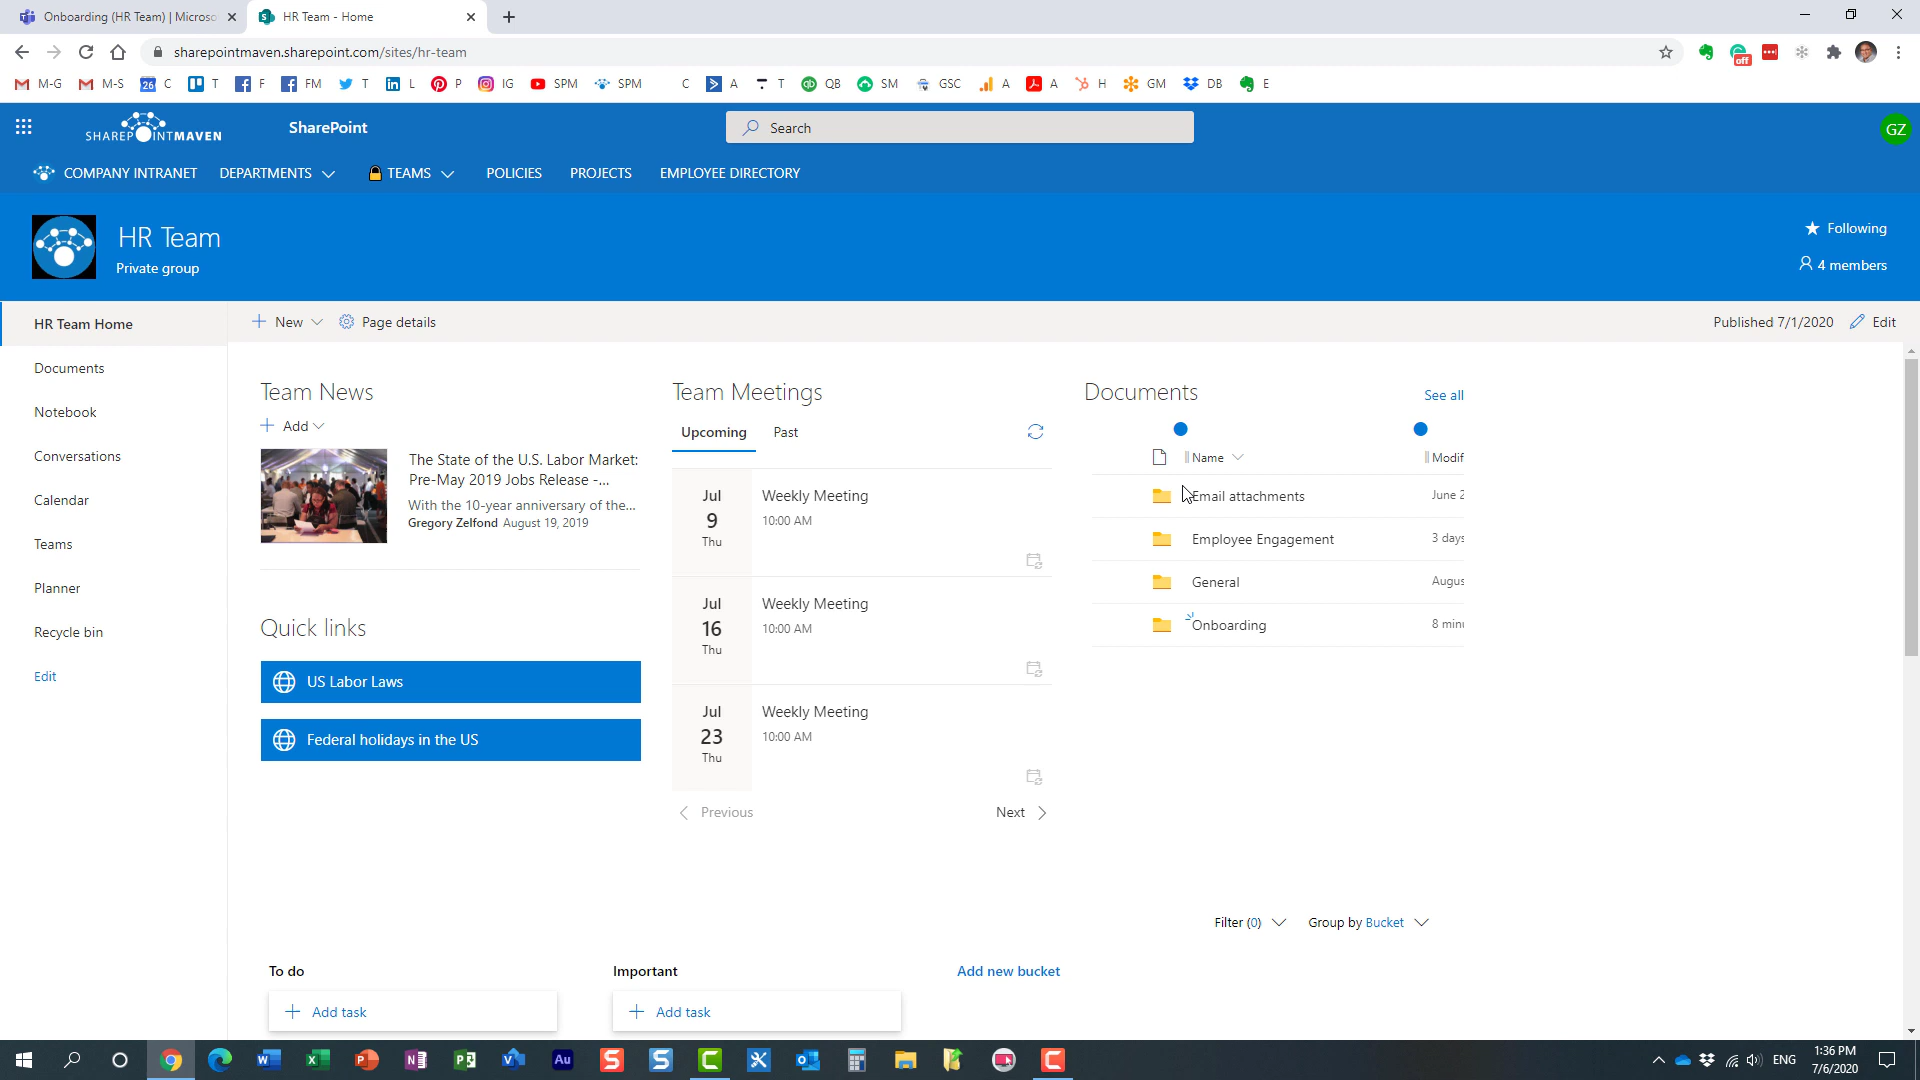 Onboarding (HR Team) | Microso
HR Team - Home
sharepointmaven.sharepoint.com/sites/hr-team
off
M-G
M-S
26
C
T
F
FM
T
L
P
IG
SPM
SPM
C
A
T
QB
SM
GSC
A
A
H
GM
DB
E
SHAREPOINTMAVEN
SharePoint
Search
GZ
COMPANY INTRANET
DEPARTMENTS
TEAMS
POLICIES
PROJECTS
EMPLOYEE DIRECTORY
HR Team
Private group
Following
4 members
HR Team Home
Documents
Notebook
Conversations
Calendar
Teams
Planner
Recycle bin
Edit
New
Page details
Published 7/1/2020
Edit
Team News
Add
The State of the U.S. Labor Market:
Pre-May 2019 Jobs Release -...
With the 10-year anniversary of the...
Gregory Zelfond August 19, 2019
Quick links
US Labor Laws
Federal holidays in the US
Team Meetings
Upcoming
Past
Jul
9
Thu
Weekly Meeting
10:00 AM
Jul
16
Thu
Weekly Meeting
10:00 AM
Jul
23
Thu
Weekly Meeting
10:00 AM
Previous
Next
Documents
See all
Name
Modif
Email attachments
June 2
Employee Engagement
3 days
General
Augus
Onboarding
8 minu
Filter (0)
Group by Bucket
To do
Add task
Important
Add task
Add new bucket
ENG
1:36 PM
7/6/2020